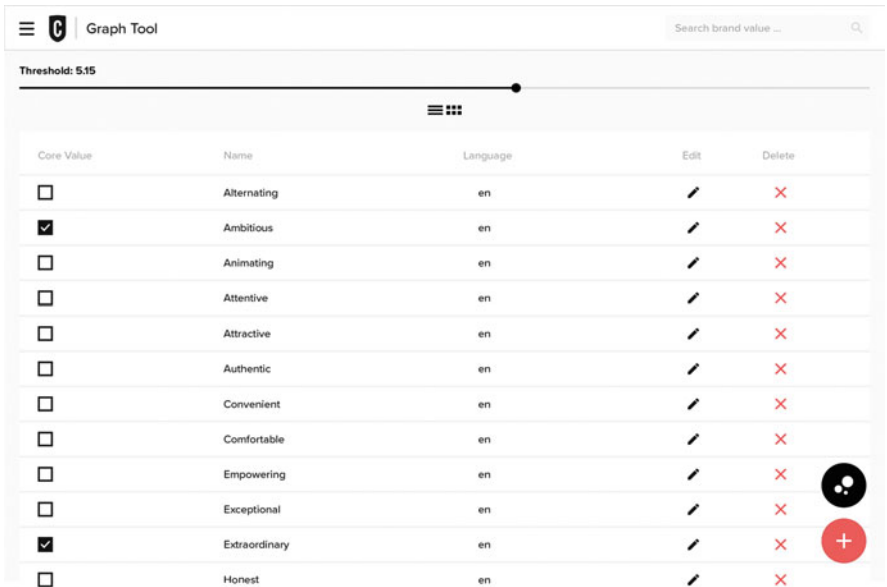 C Graph Tool Search brand value ...
Threshold: 5.15
Core Value Name Language Edit Delete
Alternating en
Ambitious en
Animating en
Attentive en
Attractive en
Authentic en
Convenient en
Comfortable en
Empowering en
Exceptional en
Extraordinary en
Honest en